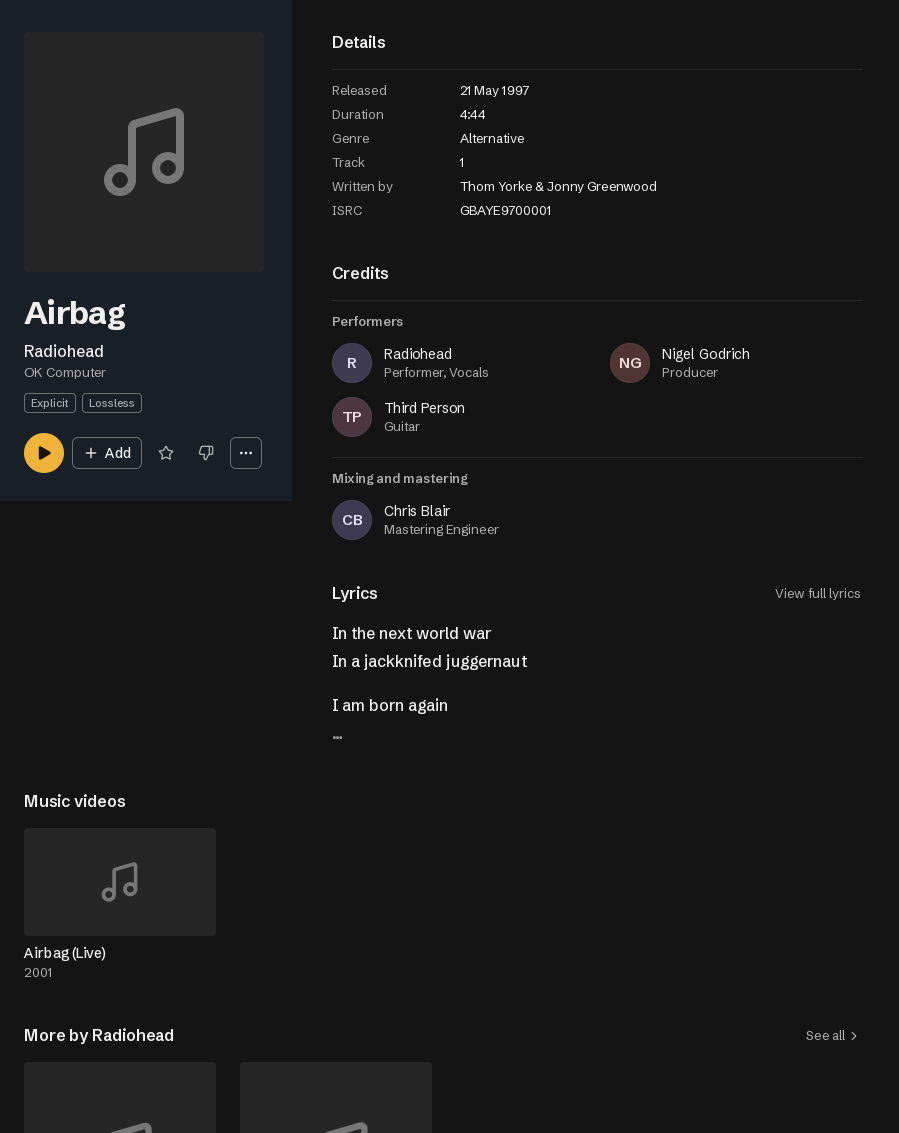 Airbag
Radiohead
OK Computer
Explicit
Lossless
Add
Details
Released 21 May 1997
Duration 4:44
Genre Alternative
Track 1
Written by Thom Yorke & Jonny Greenwood
ISRC GBAYE9700001
Credits
Performers
R
Radiohead
Performer, Vocals
NG
Nigel Godrich
Producer
TP
Third Person
Guitar
Mixing and mastering
CB
Chris Blair
Mastering Engineer
Lyrics
View full lyrics
In the next world war
In a jackknifed juggernaut
I am born again
…
Music videos
Airbag (Live)
2001
More by Radiohead
See all